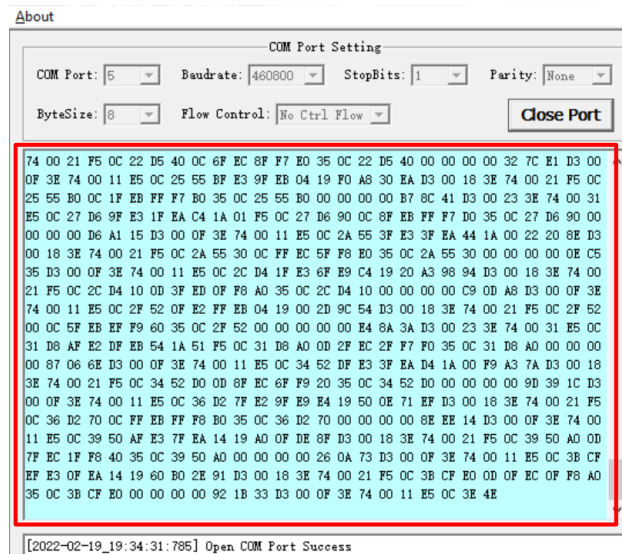 About
COM Port Setting
COM Port: 5 Baudrate: 460800 StopBits: 1 Parity: None
ByteSize: 8 Flow Control: No Ctrl Flow Close Port
74 00 21 F5 0C 22 D5 40 0C 6F EC 8F F7 E0 35 0C 22 D5 40 00 00 00 00 32 7C E1 D3 00
0F 3E 74 00 11 E5 0C 25 55 BF E3 9F EB 04 19 F0 A8 30 EA D3 00 18 3E 74 00 21 F5 0C
25 55 B0 0C 1F EB FF F7 B0 35 0C 25 55 B0 00 00 00 00 B7 8C 41 D3 00 23 3E 74 00 31
E5 0C 27 D6 9F E3 1F EA C4 1A 01 F5 0C 27 D6 90 0C 8F EB FF F7 D0 35 0C 27 D6 90 00
00 00 00 D6 A1 15 D3 00 0F 3E 74 00 11 E5 0C 2A 55 3F E3 3F EA 44 1A 00 22 20 8E D3
00 18 3E 74 00 21 F5 0C 2A 55 30 0C FF EC 5F F8 E0 35 0C 2A 55 30 00 00 00 00 0E C5
35 D3 00 0F 3E 74 00 11 E5 0C 2C D4 1F E3 6F E9 C4 19 20 A3 98 94 D3 00 18 3E 74 00
21 F5 0C 2C D4 10 0D 3F ED 0F F8 A0 35 0C 2C D4 10 00 00 00 00 C9 0D A8 D3 00 0F 3E
74 00 11 E5 0C 2F 52 0F E2 FF EB 04 19 00 2D 9C 54 D3 00 18 3E 74 00 21 F5 0C 2F 52
00 0C 5F EB EF F9 60 35 0C 2F 52 00 00 00 00 00 E4 8A 3A D3 00 23 3E 74 00 31 E5 0C
31 D8 AF E2 DF EB 54 1A 51 F5 0C 31 D8 A0 0D 2F EC 2F F7 F0 35 0C 31 D8 A0 00 00 00
00 87 06 6E D3 00 0F 3E 74 00 11 E5 0C 34 52 DF E3 3F EA D4 1A 00 F9 A3 7A D3 00 18
3E 74 00 21 F5 0C 34 52 D0 0D 8F EC 6F F9 20 35 0C 34 52 D0 00 00 00 00 9D 39 1C D3
00 0F 3E 74 00 11 E5 0C 36 D2 7F E2 9F E9 E4 19 50 0E 71 EF D3 00 18 3E 74 00 21 F5
0C 36 D2 70 0C FF EB FF F8 B0 35 0C 36 D2 70 00 00 00 00 8E EE 14 D3 00 0F 3E 74 00
11 E5 0C 39 50 AF E3 7F EA 14 19 A0 0F DE 8F D3 00 18 3E 74 00 21 F5 0C 39 50 A0 0D
7F EC 1F F8 40 35 0C 39 50 A0 00 00 00 00 26 0A 73 D3 00 0F 3E 74 00 11 E5 0C 3B CF
EF E3 0F EA 14 19 60 B0 2E 91 D3 00 18 3E 74 00 21 F5 0C 3B CF E0 0D 0F EC 0F F8 A0
35 0C 3B CF E0 00 00 00 00 92 1B 33 D3 00 0F 3E 74 00 11 E5 0C 3E 4E
[2022-02-19_19:34:31:785] Open COM Port Success